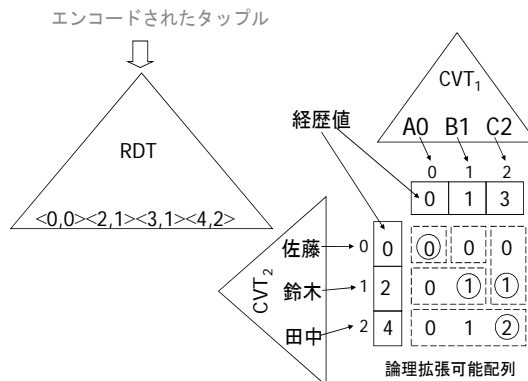 エンコードされたタップル
RDT
<0,0><2,1><3,1><4,2>
CVT1
A0 B1 C2
経歴値
0 1 2
0 1 3
CVT2
佐藤 0 0 0 0 0
鈴木 1 2 0 1 1
田中 2 4 0 1 2
論理拡張可能配列